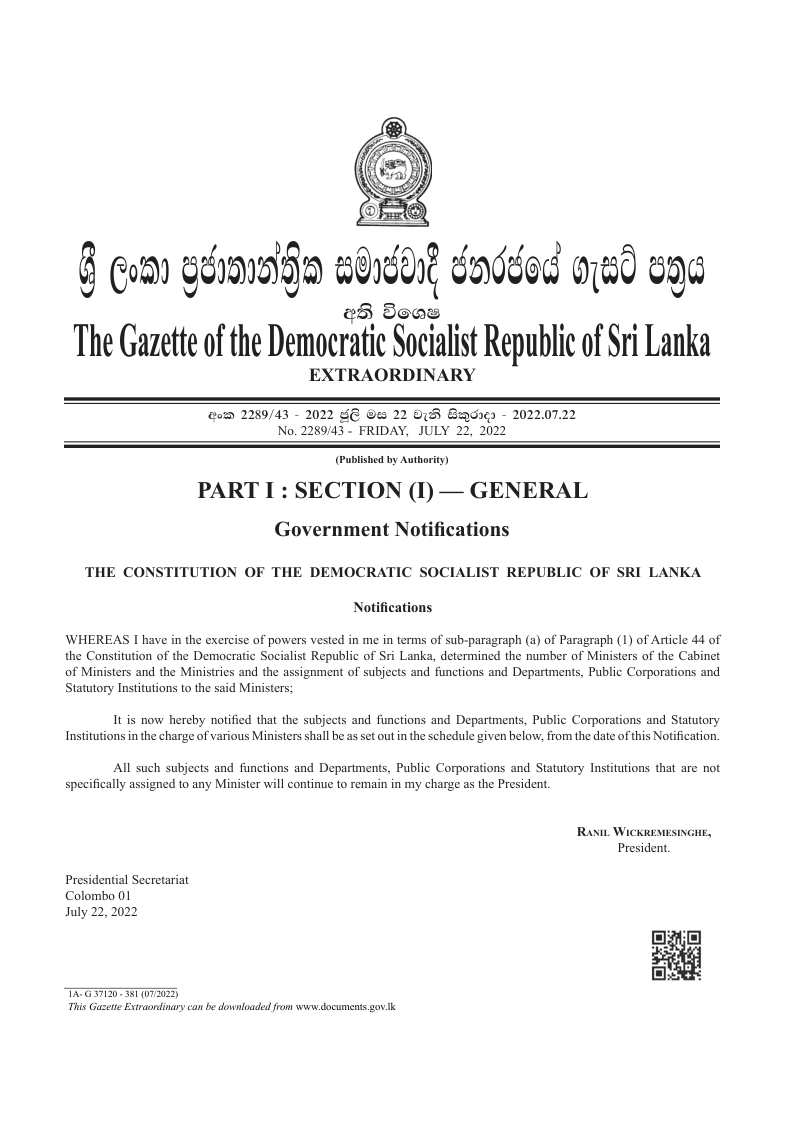 ශ්‍රී ලංකා ප්‍රජාතාන්ත්‍රික සමාජවාදී ජනරජයේ ගැසට් පත්‍රය
අති විශෙෂ
The Gazette of the Democratic Socialist Republic of Sri Lanka
EXTRAORDINARY
අංක 2289/43 - 2022 ජූලි මස 22 වැනි සිකුරාදා - 2022.07.22
No. 2289/43 - FRIDAY, JULY 22, 2022
(Published by Authority)
PART I : SECTION (I) — GENERAL
Government Notifications
THE CONSTITUTION OF THE DEMOCRATIC SOCIALIST REPUBLIC OF SRI LANKA
Notifications
WHEREAS I have in the exercise of powers vested in me in terms of sub-paragraph (a) of Paragraph (1) of Article 44 of
the Constitution of the Democratic Socialist Republic of Sri Lanka, determined the number of Ministers of the Cabinet
of Ministers and the Ministries and the assignment of subjects and functions and Departments, Public Corporations and
Statutory Institutions to the said Ministers;
It is now hereby notified that the subjects and functions and Departments, Public Corporations and Statutory
Institutions in the charge of various Ministers shall be as set out in the schedule given below, from the date of this Notification.
All such subjects and functions and Departments, Public Corporations and Statutory Institutions that are not
specifically assigned to any Minister will continue to remain in my charge as the President.
RANIL WICKREMESINGHE,
President.
Presidential Secretariat
Colombo 01
July 22, 2022
1A- G 37120 - 381 (07/2022)
This Gazette Extraordinary can be downloaded from www.documents.gov.lk